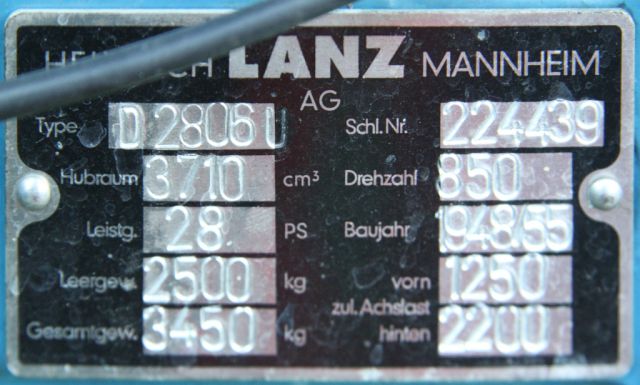 HEINRICH LANZ MANNHEIM
AG
Type D 2806 U Schl. Nr. 224439
Hubraum 3710 cm³ Drehzahl 850
Leistg. 28 PS Baujahr 1948/55
Leergew. 2500 kg vorn 1250
zul. Achslast
Gesamtgew. 3450 kg hinten 2200